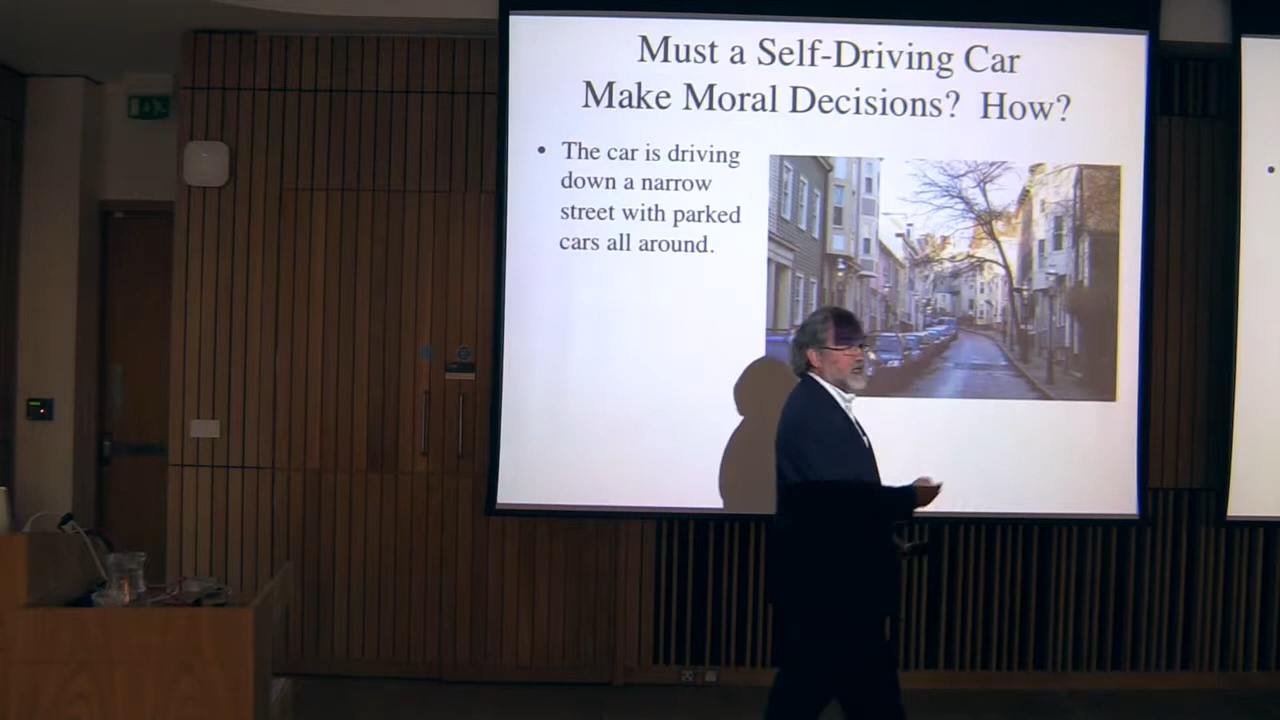 Must a Self-Driving Car
Make Moral Decisions? How?
• The car is driving
down a narrow
street with parked
cars all around.